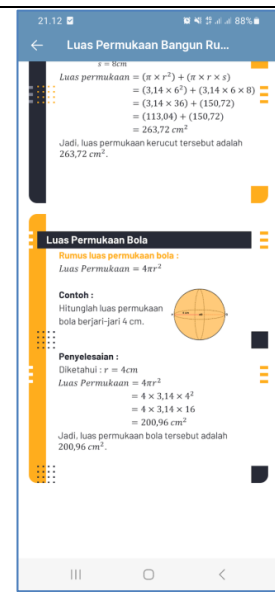 21.12
88%
Luas Permukaan Bangun Ru...
s = 8cm
Luas permukaan = (π × r²) + (π × r × s)
= (3,14 × 6²) + (3,14 × 6 × 8)
= (3,14 × 36) + (150,72)
= (113,04) + (150,72)
= 263,72 cm²
Jadi, luas permukaan kerucut tersebut adalah
263,72 cm².
Luas Permukaan Bola
Rumus luas permukaan bola :
Luas Permukaan = 4πr²
Contoh :
Hitunglah luas permukaan
bola berjari-jari 4 cm.
Penyelesaian :
Diketahui : r = 4cm
Luas Permukaan = 4πr²
= 4 × 3,14 × 4²
= 4 × 3,14 × 16
= 200,96 cm²
Jadi, luas permukaan bola tersebut adalah
200,96 cm².